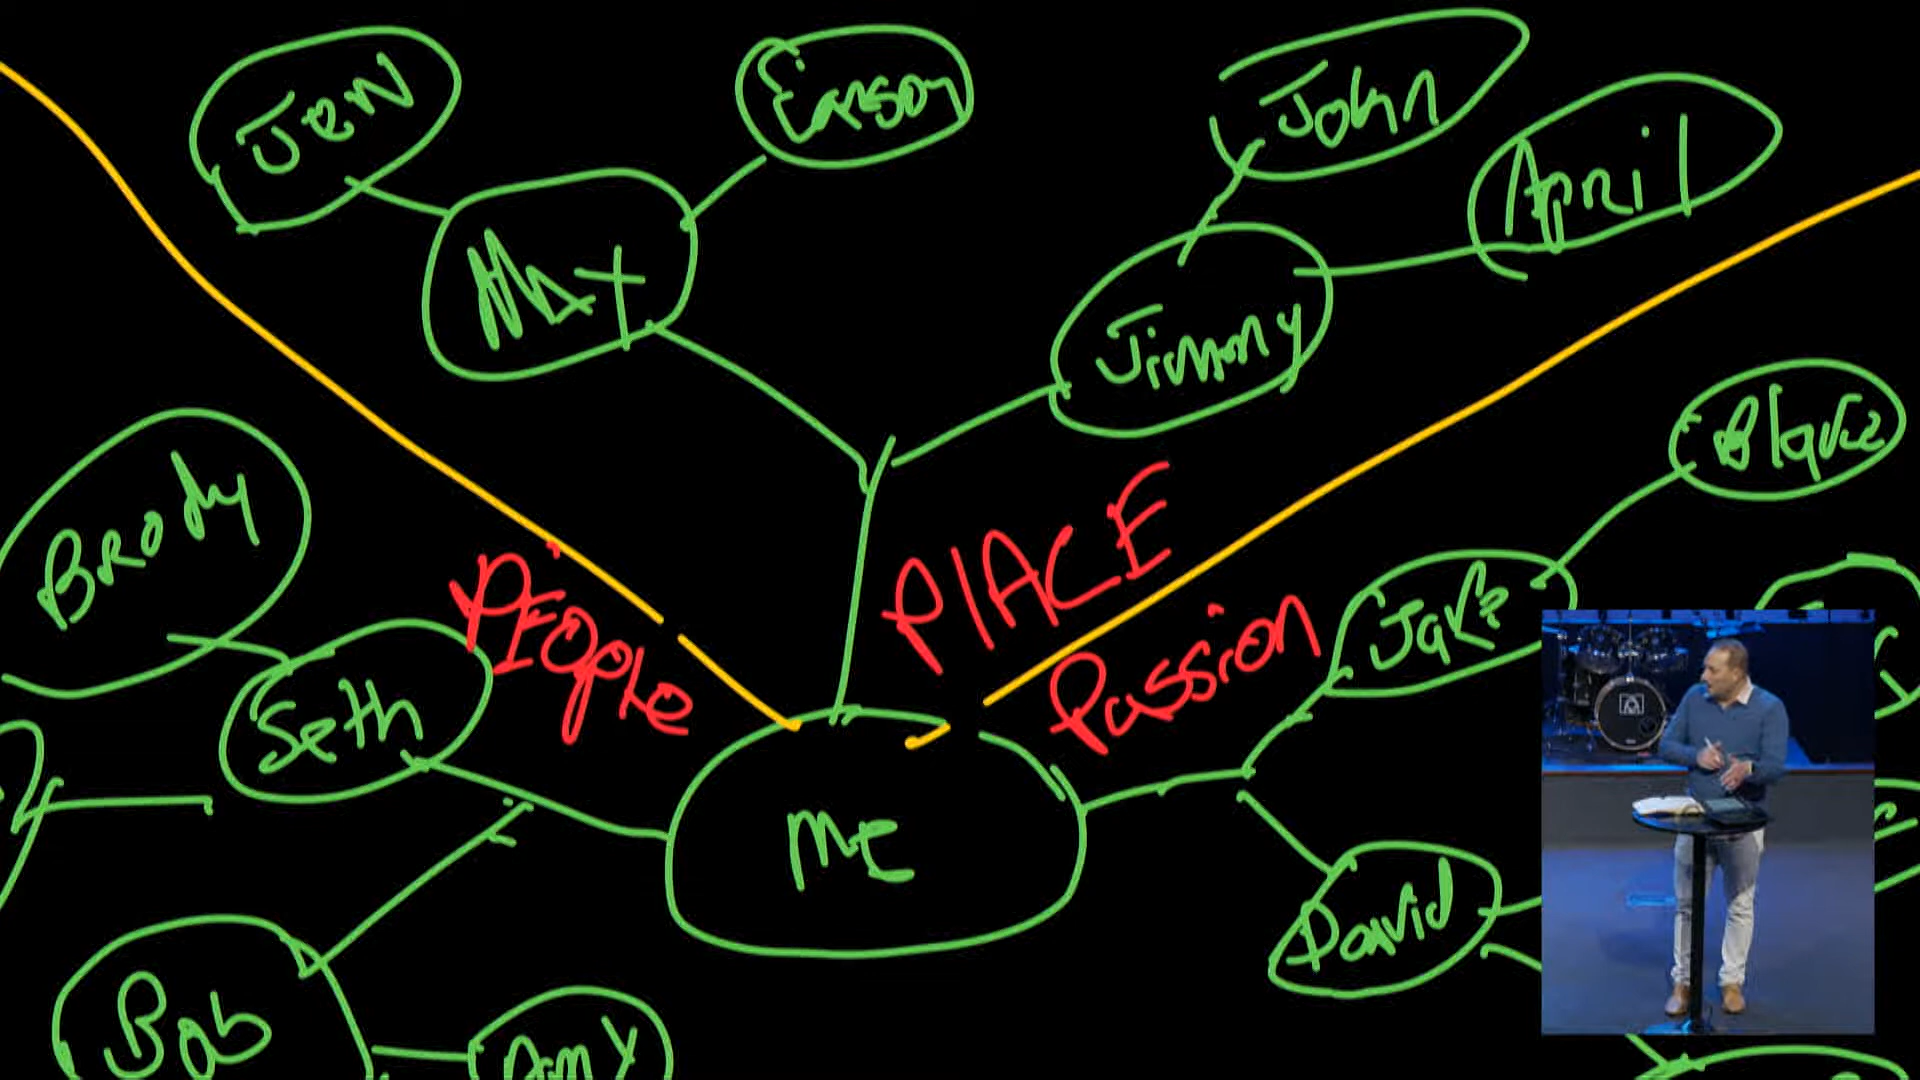 Jen
Carson
John
April
Max
Jimmy
Blake
Brody
PlACE
People
Passion
Jake
Seth
ME
David
Bob
Amy